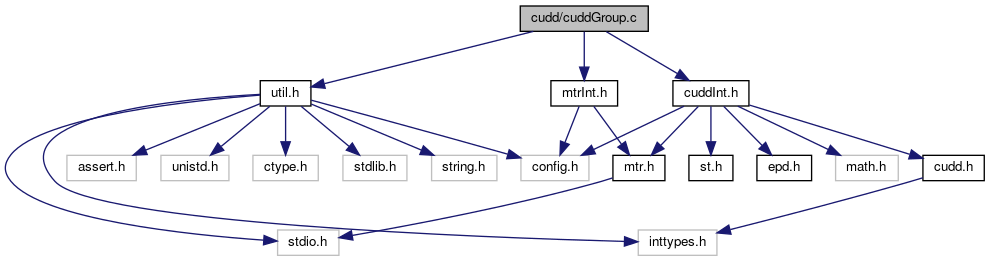 cudd/cuddGroup.c
util.h
mtrInt.h
cuddInt.h
assert.h
unistd.h
ctype.h
stdlib.h
string.h
config.h
mtr.h
st.h
epd.h
math.h
cudd.h
stdio.h
inttypes.h